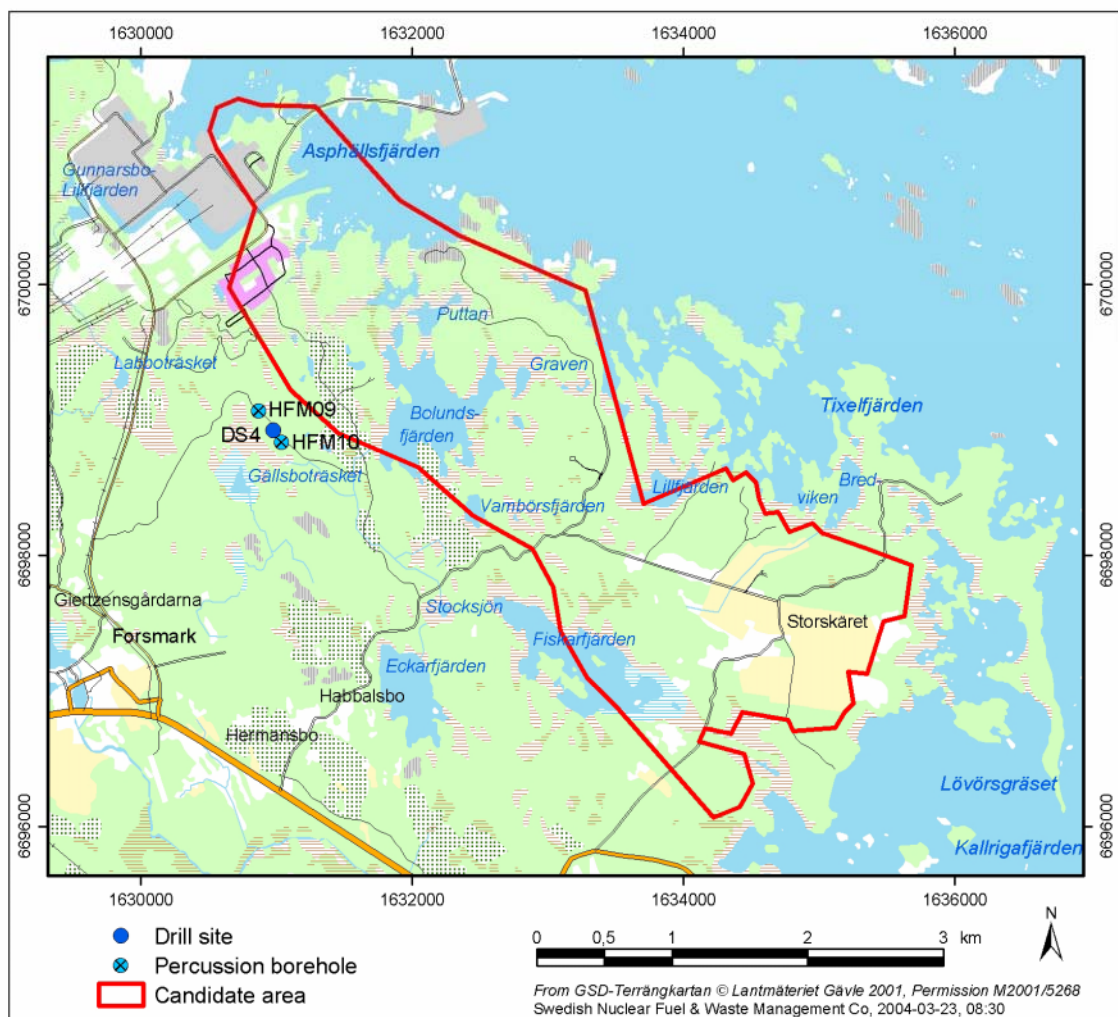 1630000 1632000 1634000 1636000
Asphällsfjärden
Gunnarsbo-
Lillfjärden
6700000 6700000
Puttan
Labboträsket
Graven
HFM09
Bolunds-
fjärden
Tixelfjärden
DS4
HFM10
Gällsboträsket
Lillfjärden
Bred-
viken
Vambörsfjärden
6698000 6698000
Giertzensgårdarna
Stocksjön
Storskäret
Forsmark
Fiskarfjärden
Eckarfjärden
Habbalsbo
Hermansbo
Lövörsgräset
6696000 6696000
Kallrigafjärden
1630000 1632000 1634000 1636000
Drill site
Percussion borehole
Candidate area
0 0,5 1 2 3 km
N
From GSD-Terrängkartan © Lantmäteriet Gävle 2001, Permission M2001/5268
Swedish Nuclear Fuel & Waste Management Co, 2004-03-23, 08:30